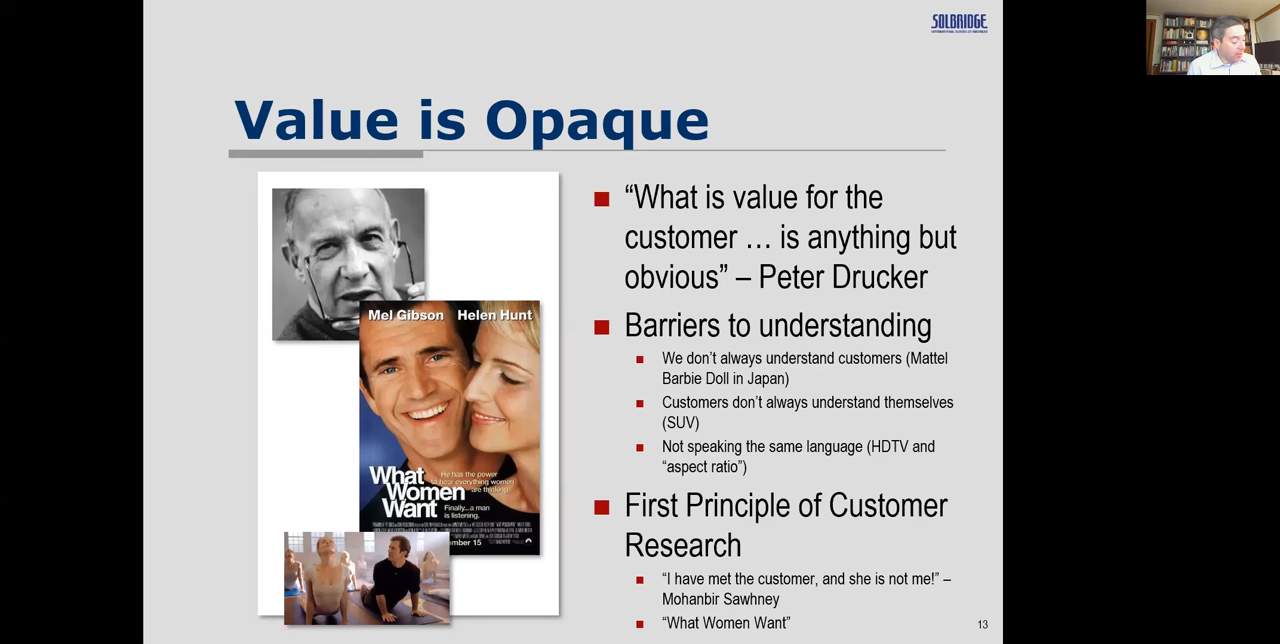 SOLBRIDGE
INTERNATIONAL SCHOOL OF BUSINESS
Value is Opaque
Mel Gibson Helen Hunt
What Women Want
He has the power
to hear everything women
are thinking.
Finally...a man
is listening.
ember 15
“What is value for the
customer … is anything but
obvious” – Peter Drucker
Barriers to understanding
We don’t always understand customers (Mattel
Barbie Doll in Japan)
Customers don’t always understand themselves
(SUV)
Not speaking the same language (HDTV and
“aspect ratio”)
First Principle of Customer
Research
“I have met the customer, and she is not me!” –
Mohanbir Sawhney
“What Women Want”
13